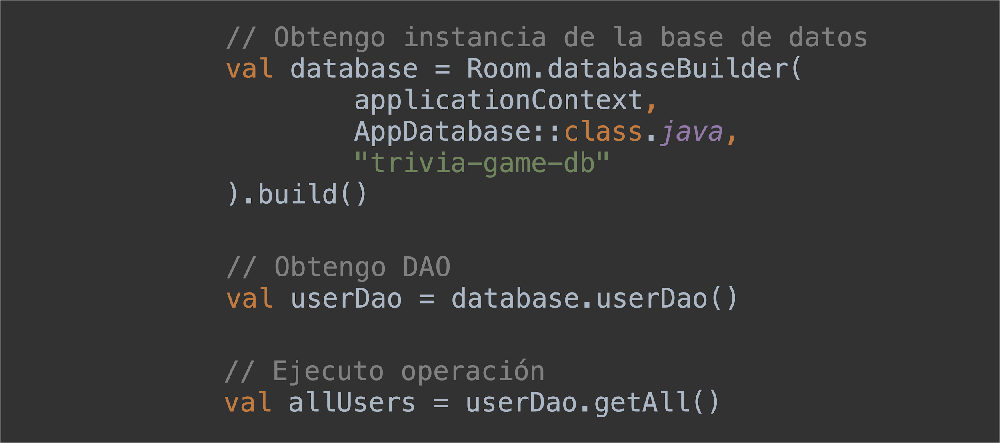 // Obtengo instancia de la base de datos
val database = Room.databaseBuilder(
applicationContext,
AppDatabase::class.java,
"trivia-game-db"
).build()
// Obtengo DAO
val userDao = database.userDao()
// Ejecuto operación
val allUsers = userDao.getAll()